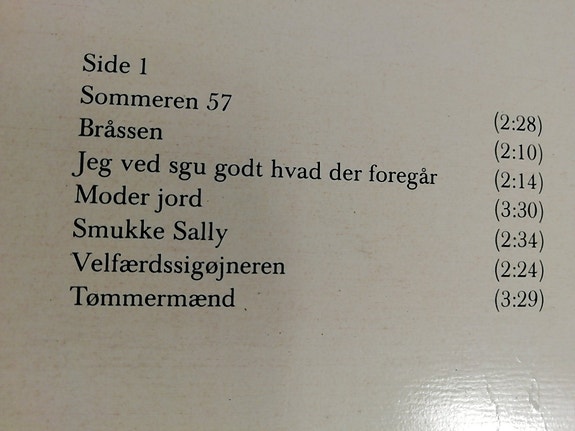 Side 1
Sommeren 57 (2:28)
Bråssen (2:10)
Jeg ved sgu godt hvad der foregår (2:14)
Moder jord (3:30)
Smukke Sally (2:34)
Velfærdssigøjneren (2:24)
Tømmermænd (3:29)